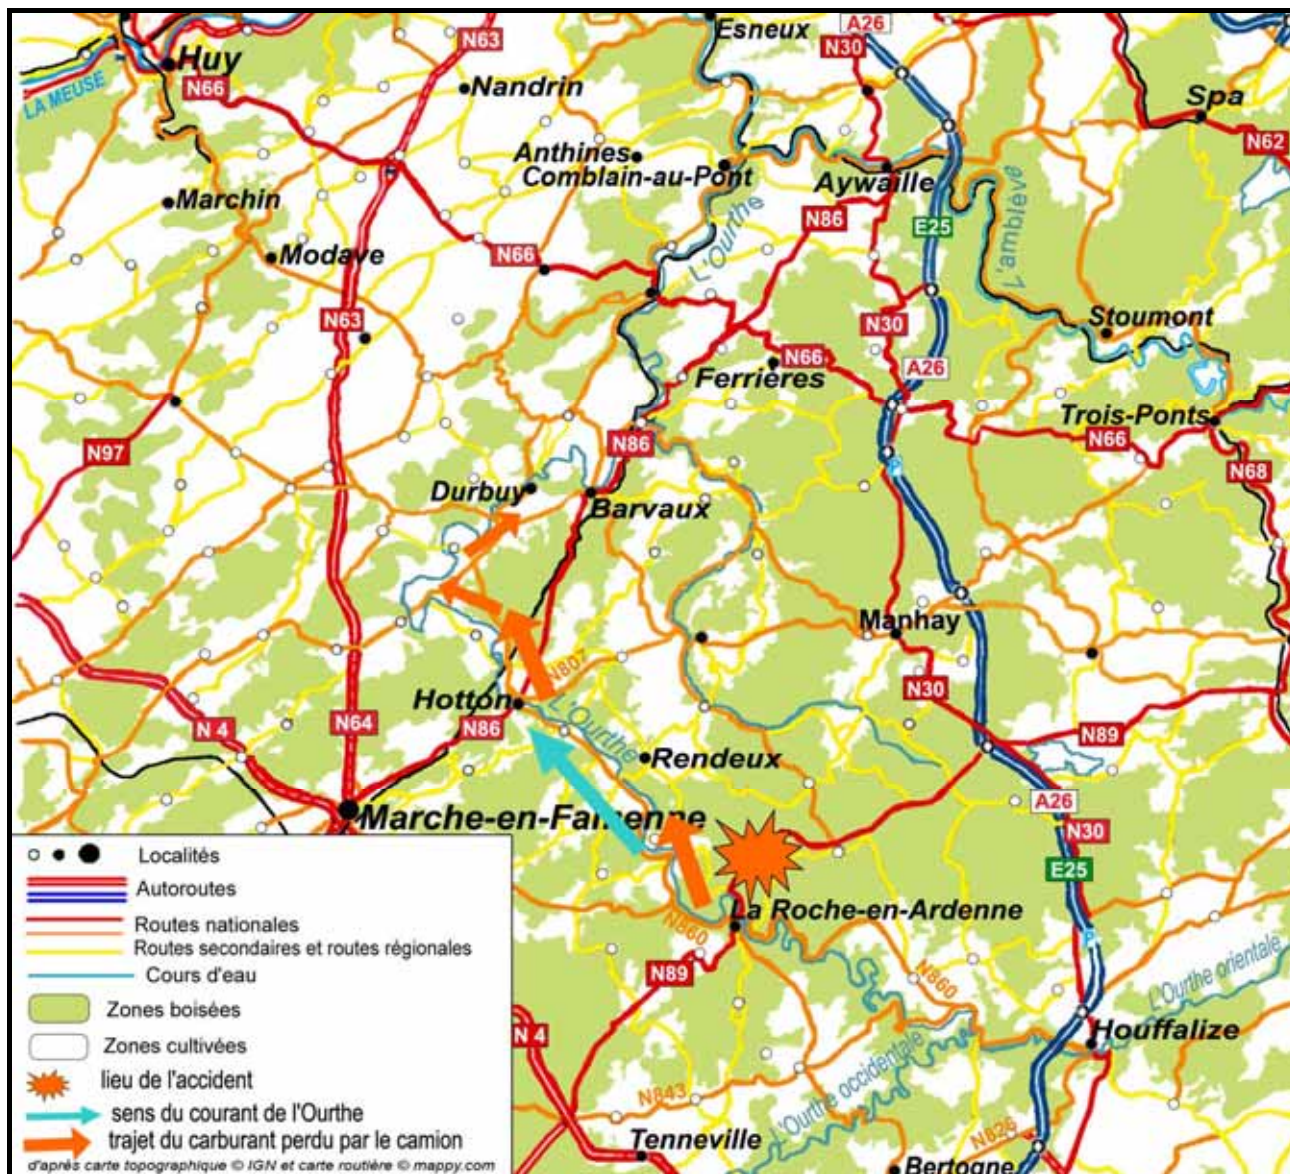 Esneux
A26
N63
N30
Huy
N66
LA MEUSE
Nandrin
Spa
N62
Anthines
Comblain-au-Pont
Aywaille
Marchin
L'Ourthe
N86
E25
L'amblève
Modave
N66
N63
N30
Stoumont
N66
A26
Ferrières
Trois-Ponts
N97
N86
N66
N68
P
Durbuy
Barvaux
Manhay
N807
N30
Hotton
L'Ourthe
N 4
N64
N86
N89
Rendeux
A26
Marche-en-Famenne
N30
E25
La Roche-en-Ardenne
N860
P
N89
N860
L'Ourthe orientale
N 4
Houffalize
L'Ourthe occidentale
N843
N826
Tenneville
Bertogne
Localités
Autoroutes
Routes nationales
Routes secondaires et routes régionales
Cours d'eau
Zones boisées
Zones cultivées
lieu de l'accident
sens du courant de l'Ourthe
trajet du carburant perdu par le camion
d'après carte topographique © IGN et carte routière © mappy.com